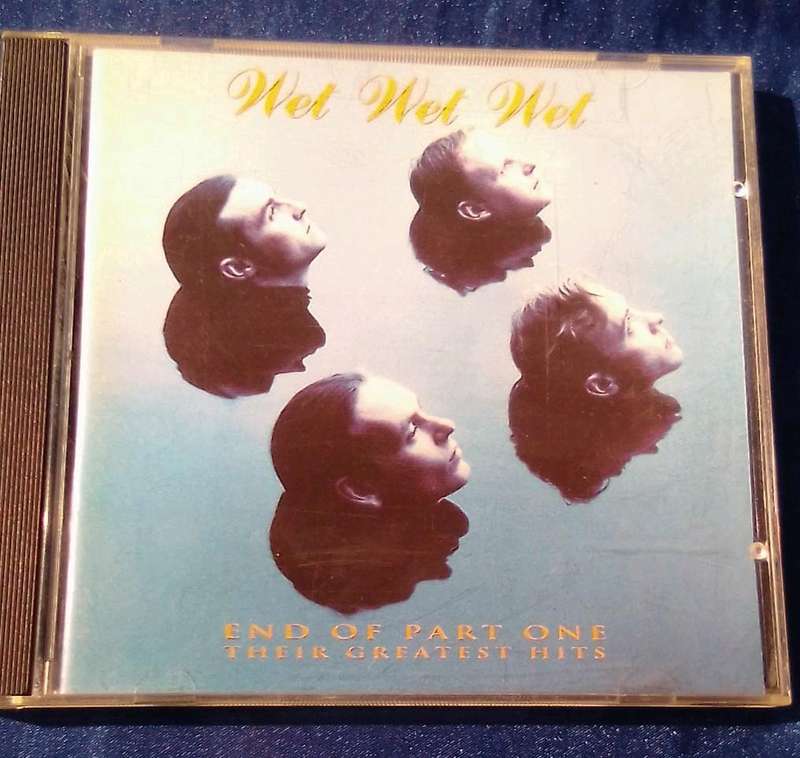 Wet Wet Wet
END OF PART ONE
THEIR GREATEST HITS